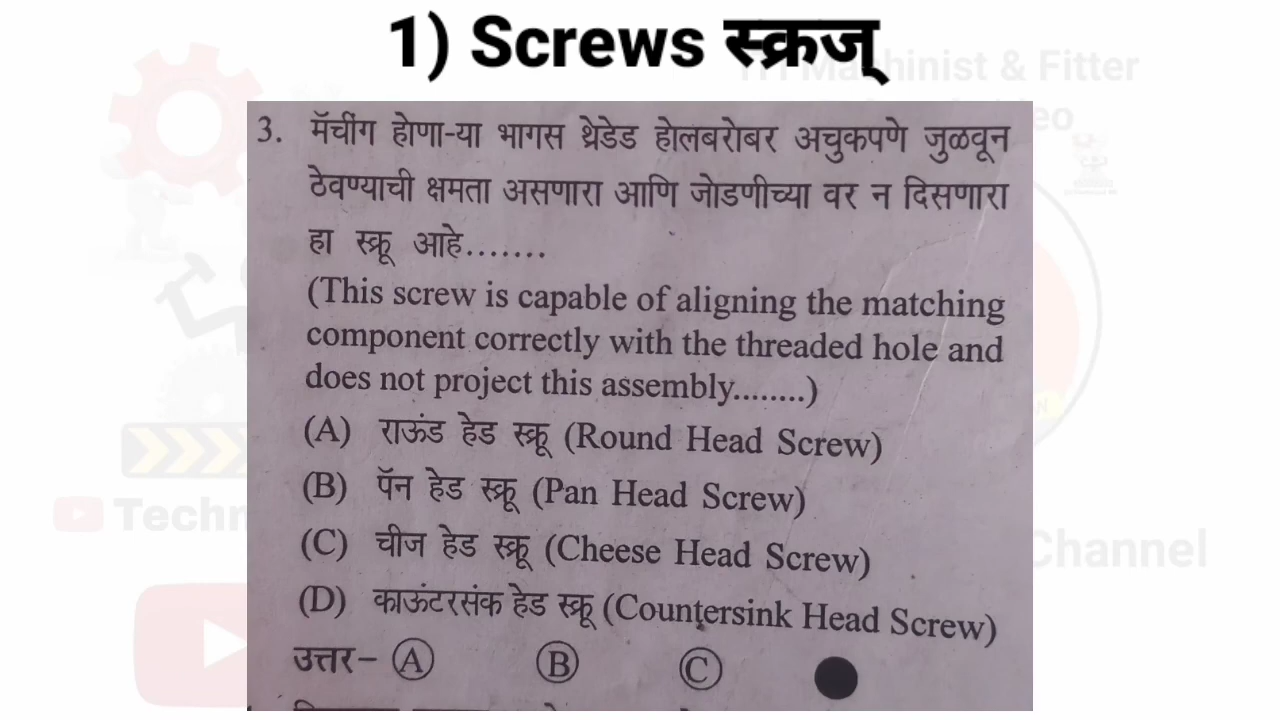 1) Screws स्क्रज्
3. मॅचींग होणा-या भागस थ्रेडेड होलबरोबर अचुकपणे जुळवून
ठेवण्याची क्षमता असणारा आणि जोडणीच्या वर न दिसणारा
हा स्क्रू आहे.......
(This screw is capable of aligning the matching
component correctly with the threaded hole and
does not project this assembly........)
(A) राऊंड हेड स्क्रू (Round Head Screw)
(B) पॅन हेड स्क्रू (Pan Head Screw)
(C) चीज हेड स्क्रू (Cheese Head Screw)
(D) काऊंटरसंक हेड स्क्रू (Countersink Head Screw)
उत्तर– Ⓐ Ⓑ Ⓒ
& Fitter
Channel